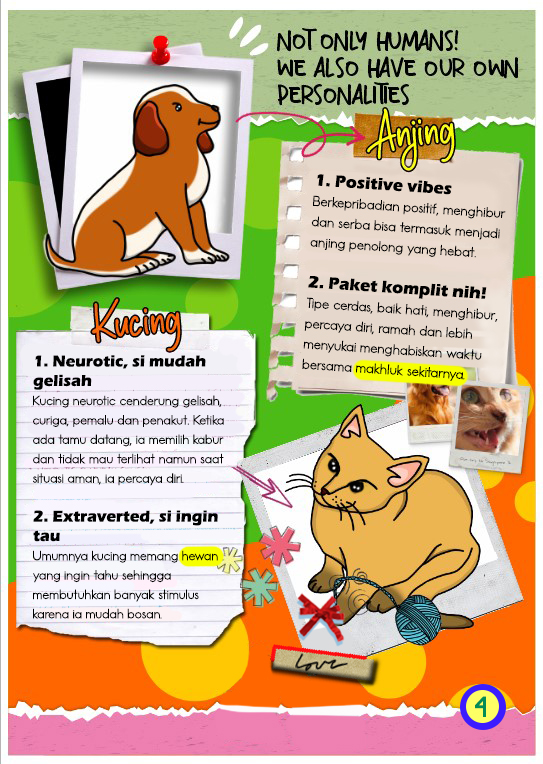 NOT ONLY HUMANS!
WE ALSO HAVE OUR OWN
PERSONALITIES
Anjing
1. Positive vibes
Berkepribadian positif, menghibur
dan serba bisa termasuk menjadi
anjing penolong yang hebat.
2. Paket komplit nih!
Tipe cerdas, baik hati, menghibur,
percaya diri, ramah dan lebih
menyukai menghabiskan waktu
bersama makhluk sekitarnya.
Kucing
1. Neurotic, si mudah
gelisah
Kucing neurotic cenderung gelisah,
curiga, pemalu dan penakut. Ketika
ada tamu datang, ia memilih kabur
dan tidak mau terlihat namun saat
situasi aman, ia percaya diri.
2. Extraverted, si ingin
tau
Umumnya kucing memang hewan
yang ingin tahu sehingga
membutuhkan banyak stimulus
karena ia mudah bosan.
Love
4